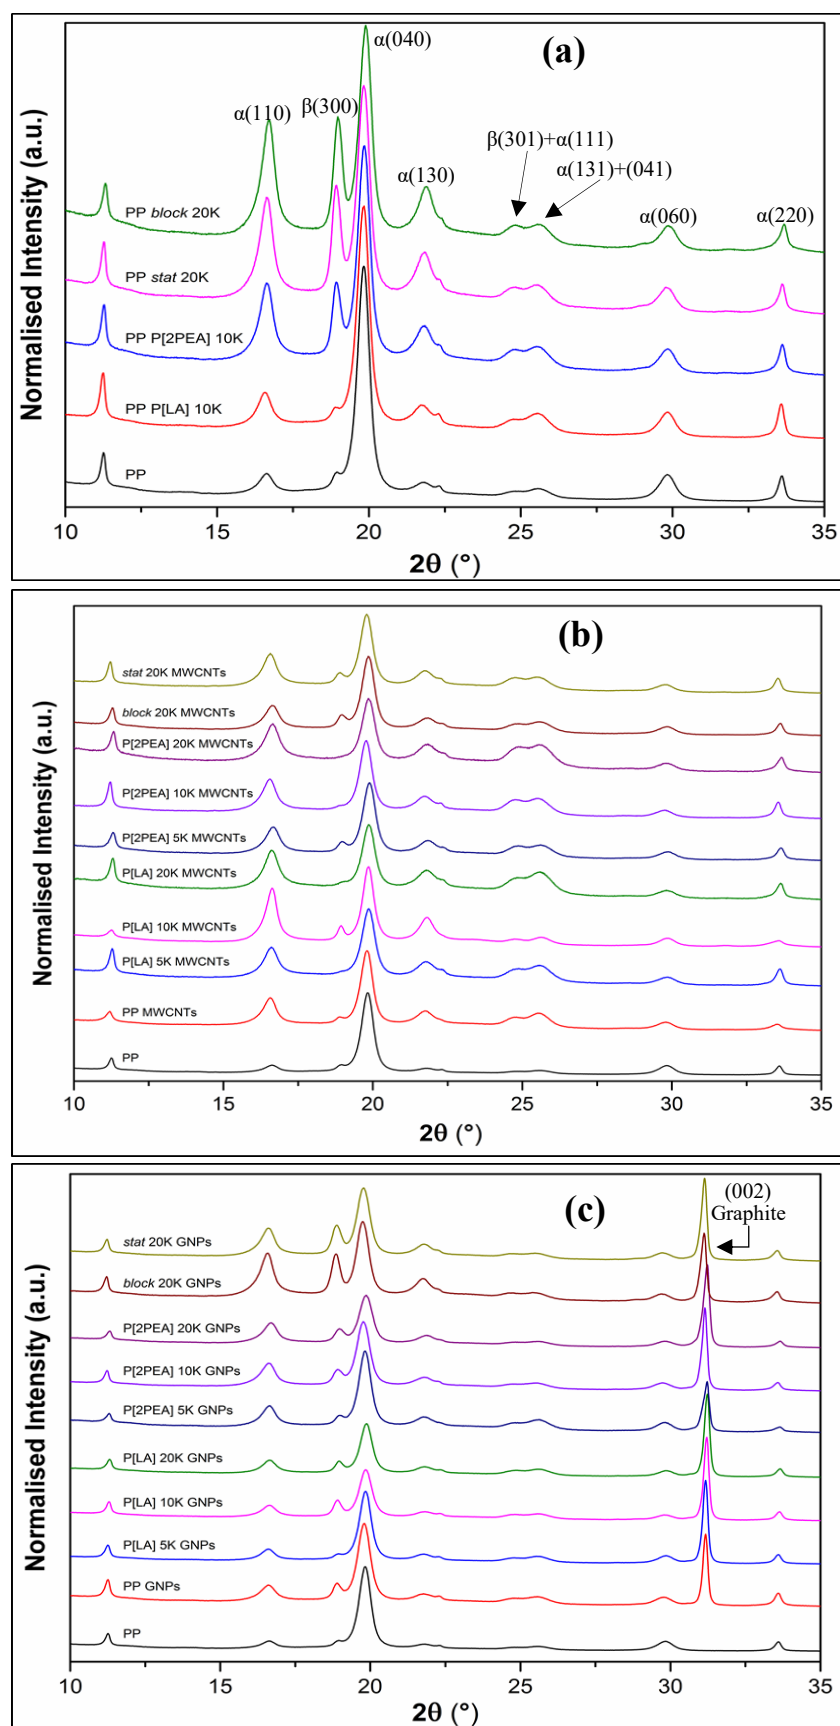 (a)
α(040)
β(300)
α(110)
β(301)+α(111)
α(131)+(041)
α(130)
α(060)
α(220)
PP block 20K
PP stat 20K
PP P[2PEA] 10K
PP P[LA] 10K
PP
Normalised Intensity (a.u.)
10 15 20 25 30 35
2θ (°)
(b)
stat 20K MWCNTs
block 20K MWCNTs
P[2PEA] 20K MWCNTs
P[2PEA] 10K MWCNTs
P[2PEA] 5K MWCNTs
P[LA] 20K MWCNTs
P[LA] 10K MWCNTs
P[LA] 5K MWCNTs
PP MWCNTs
PP
Normalised Intensity (a.u.)
10 15 20 25 30 35
2θ (°)
(c)
(002)
Graphite
stat 20K GNPs
block 20K GNPs
P[2PEA] 20K GNPs
P[2PEA] 10K GNPs
P[2PEA] 5K GNPs
P[LA] 20K GNPs
P[LA] 10K GNPs
P[LA] 5K GNPs
PP GNPs
PP
Normalised Intensity (a.u.)
10 15 20 25 30 35
2θ (°)